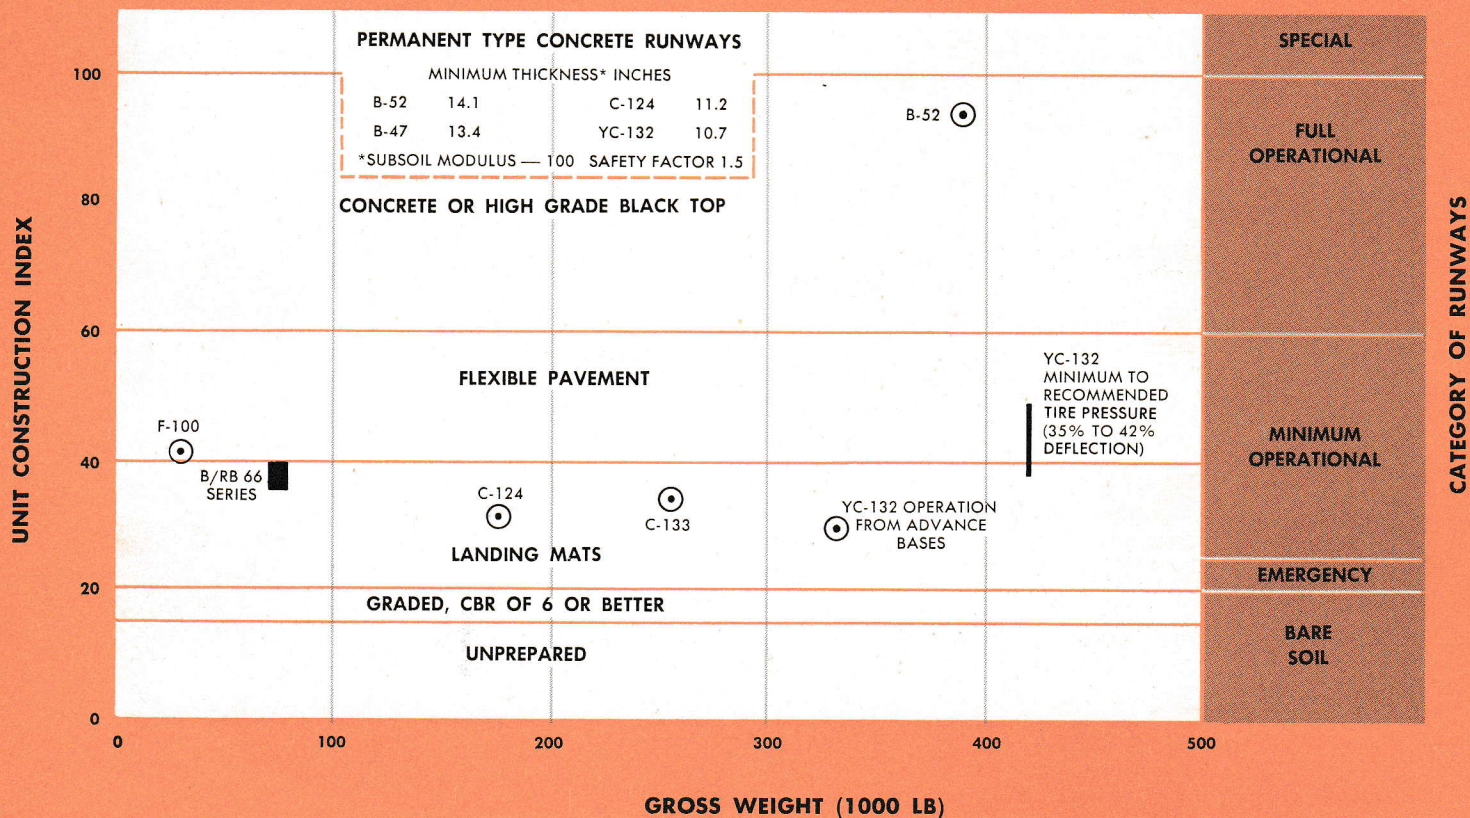 PERMANENT TYPE CONCRETE RUNWAYS
MINIMUM THICKNESS* INCHES
B-52 14.1 C-124 11.2
B-47 13.4 YC-132 10.7
*SUBSOIL MODULUS — 100 SAFETY FACTOR 1.5
CONCRETE OR HIGH GRADE BLACK TOP
B-52
FLEXIBLE PAVEMENT
YC-132
MINIMUM TO
RECOMMENDED
TIRE PRESSURE
(35% TO 42%
DEFLECTION)
F-100
B/RB 66
SERIES
C-124
C-133
YC-132 OPERATION
FROM ADVANCE
BASES
LANDING MATS
GRADED, CBR OF 6 OR BETTER
UNPREPARED
UNIT CONSTRUCTION INDEX
100
80
60
40
20
0
0 100 200 300 400 500
GROSS WEIGHT (1000 LB)
SPECIAL
FULL
OPERATIONAL
MINIMUM
OPERATIONAL
EMERGENCY
BARE
SOIL
CATEGORY OF RUNWAYS